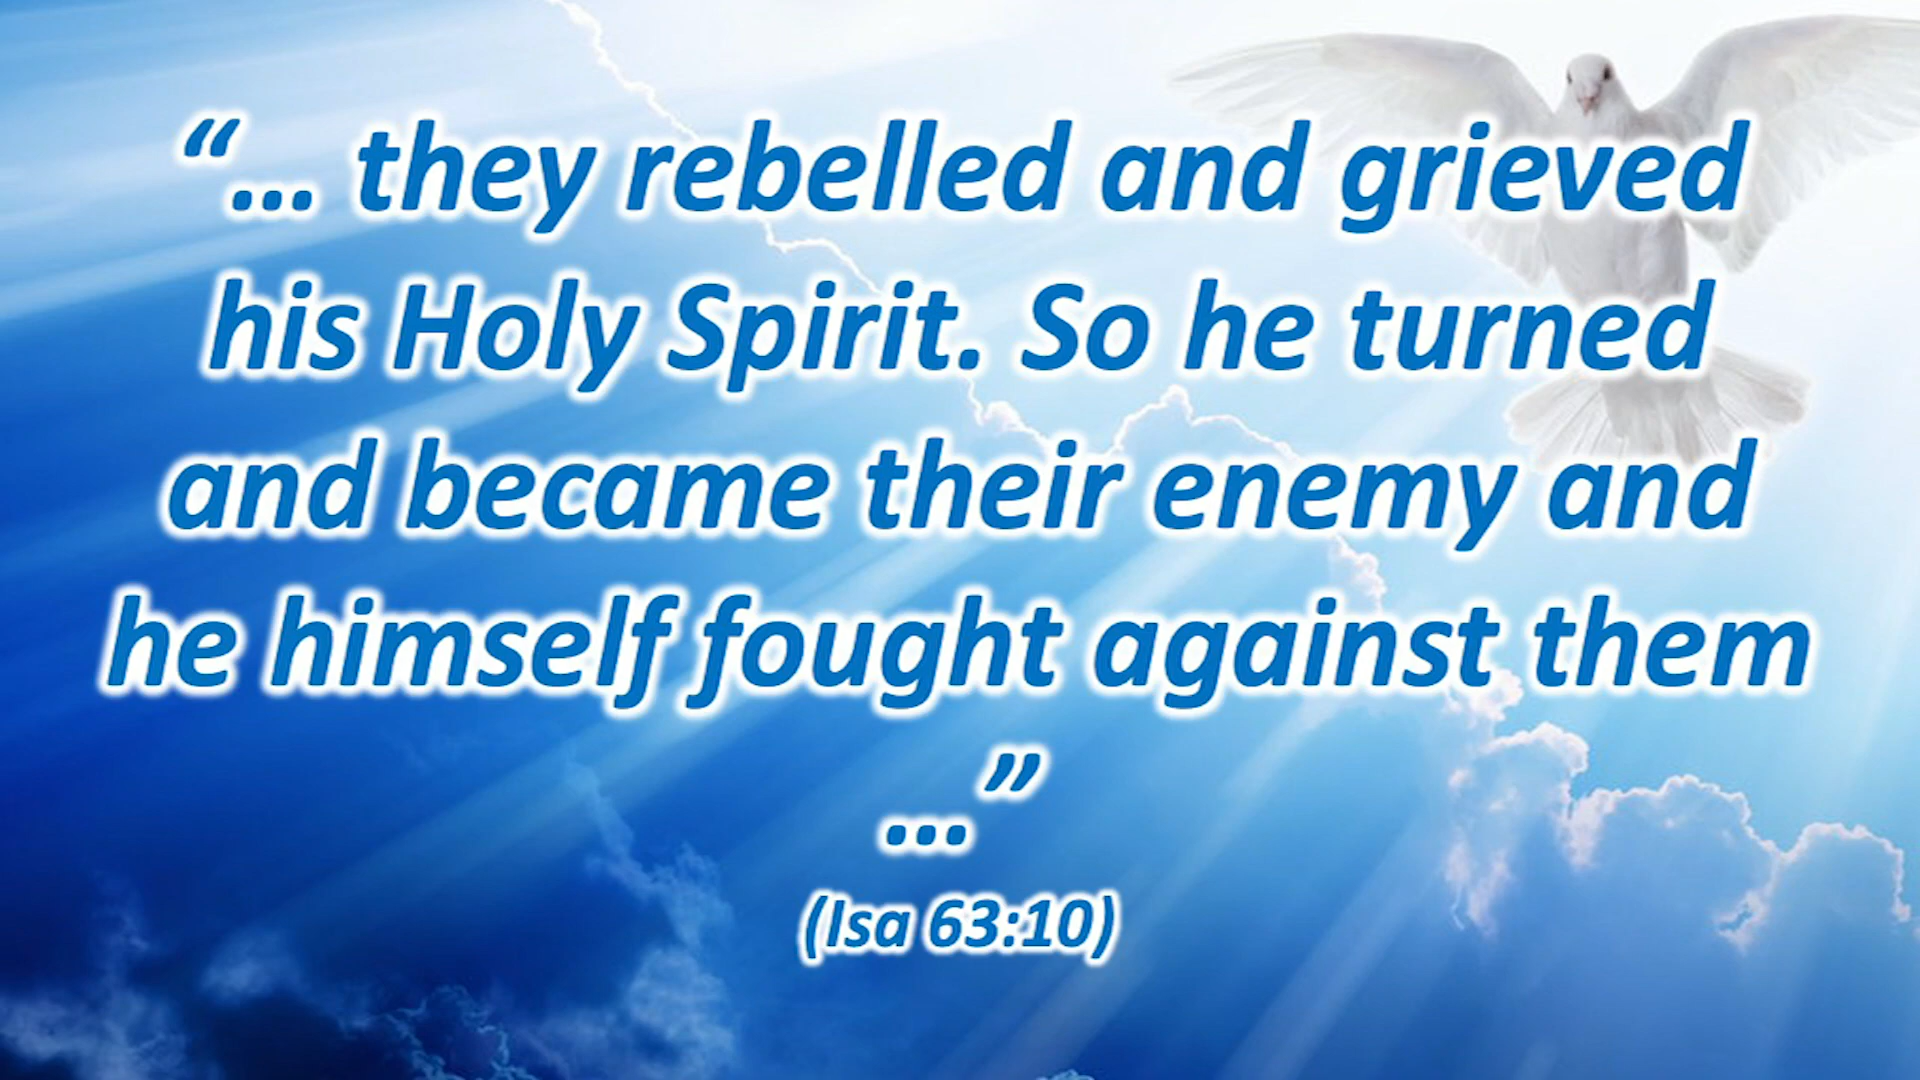 “... they rebelled and grieved
his Holy Spirit. So he turned
and became their enemy and
he himself fought against them
...”
(Isa 63:10)